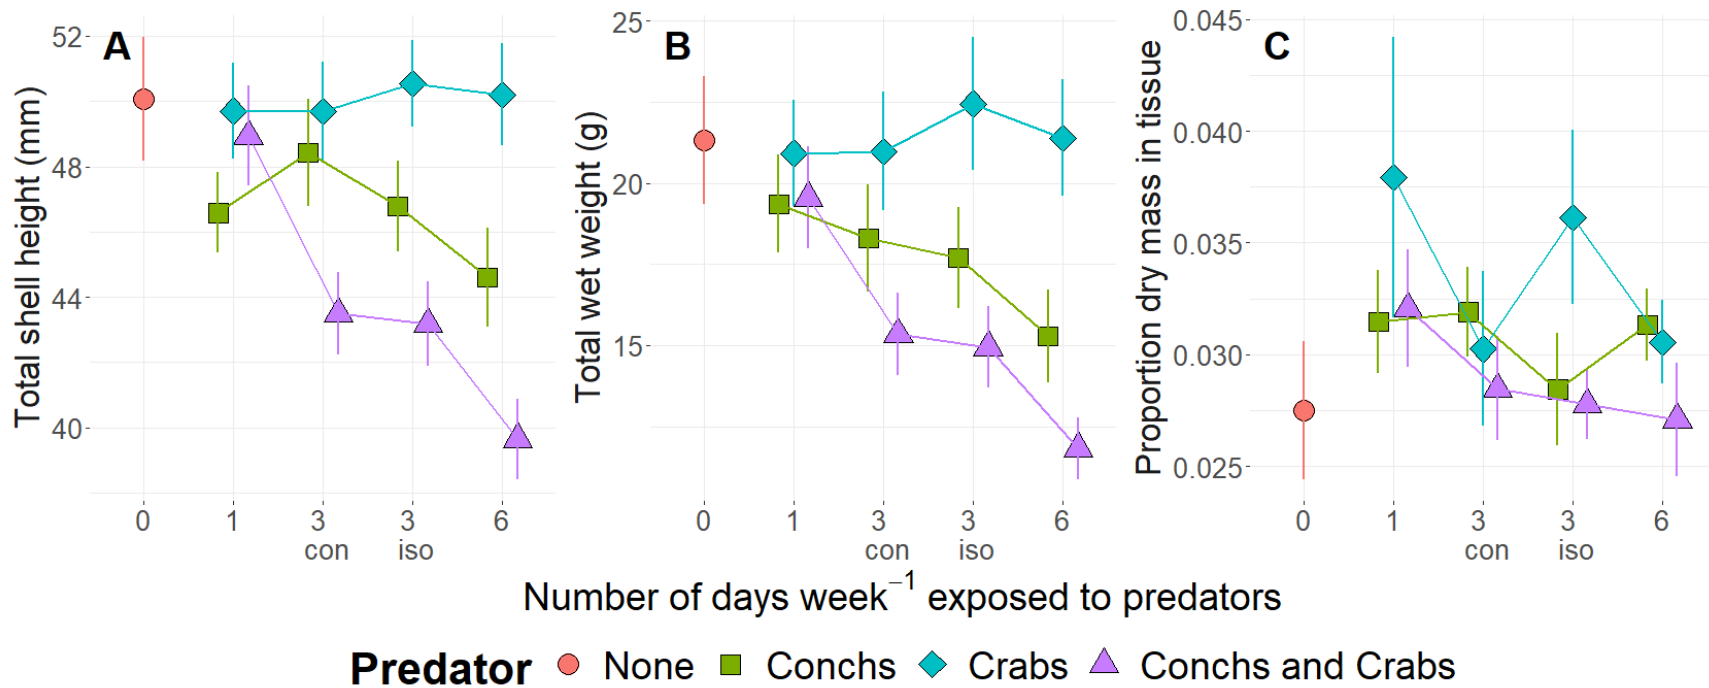 A
Total shell height (mm)
52
48
44
40
0 1 3 3 6
con iso
B
Total wet weight (g)
25
20
15
0 1 3 3 6
con iso
C
Proportion dry mass in tissue
0.045
0.040
0.035
0.030
0.025
0 1 3 3 6
con iso
Number of days week⁻¹ exposed to predators
Predator None Conchs Crabs Conchs and Crabs